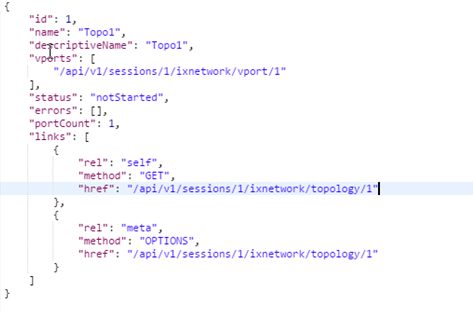 {
    "id": 1,
    "name": "Topo1",
    "descriptiveName": "Topo1",
    "vports": [
        "/api/v1/sessions/1/ixnetwork/vport/1"
    ],
    "status": "notStarted",
    "errors": [],
    "portCount": 1,
    "links": [
        {
            "rel": "self",
            "method": "GET",
            "href": "/api/v1/sessions/1/ixnetwork/topology/1"
        },
        {
            "rel": "meta",
            "method": "OPTIONS",
            "href": "/api/v1/sessions/1/ixnetwork/topology/1"
        }
    ]
}